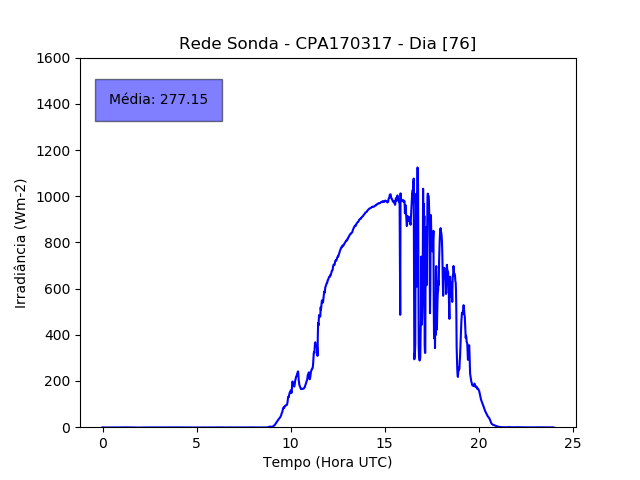 Rede Sonda - CPA170317 - Dia [76]
1600
1400
1200
1000
800
600
400
200
0
Média: 277.15
Irradiância (Wm-2)
0 5 10 15 20 25
Tempo (Hora UTC)